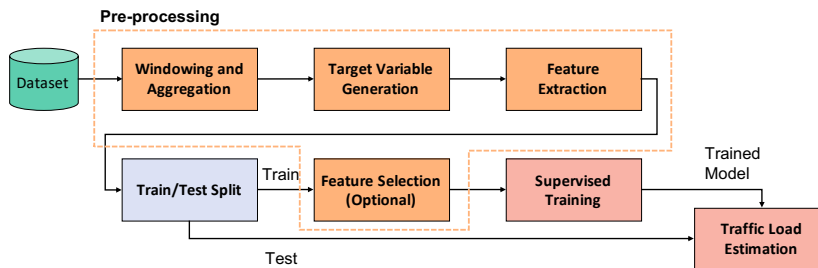 Pre-processing
Dataset
Windowing and
Aggregation
Target Variable
Generation
Feature
Extraction
Train/Test Split
Train
Feature Selection
(Optional)
Supervised
Training
Trained
Model
Traffic Load
Estimation
Test